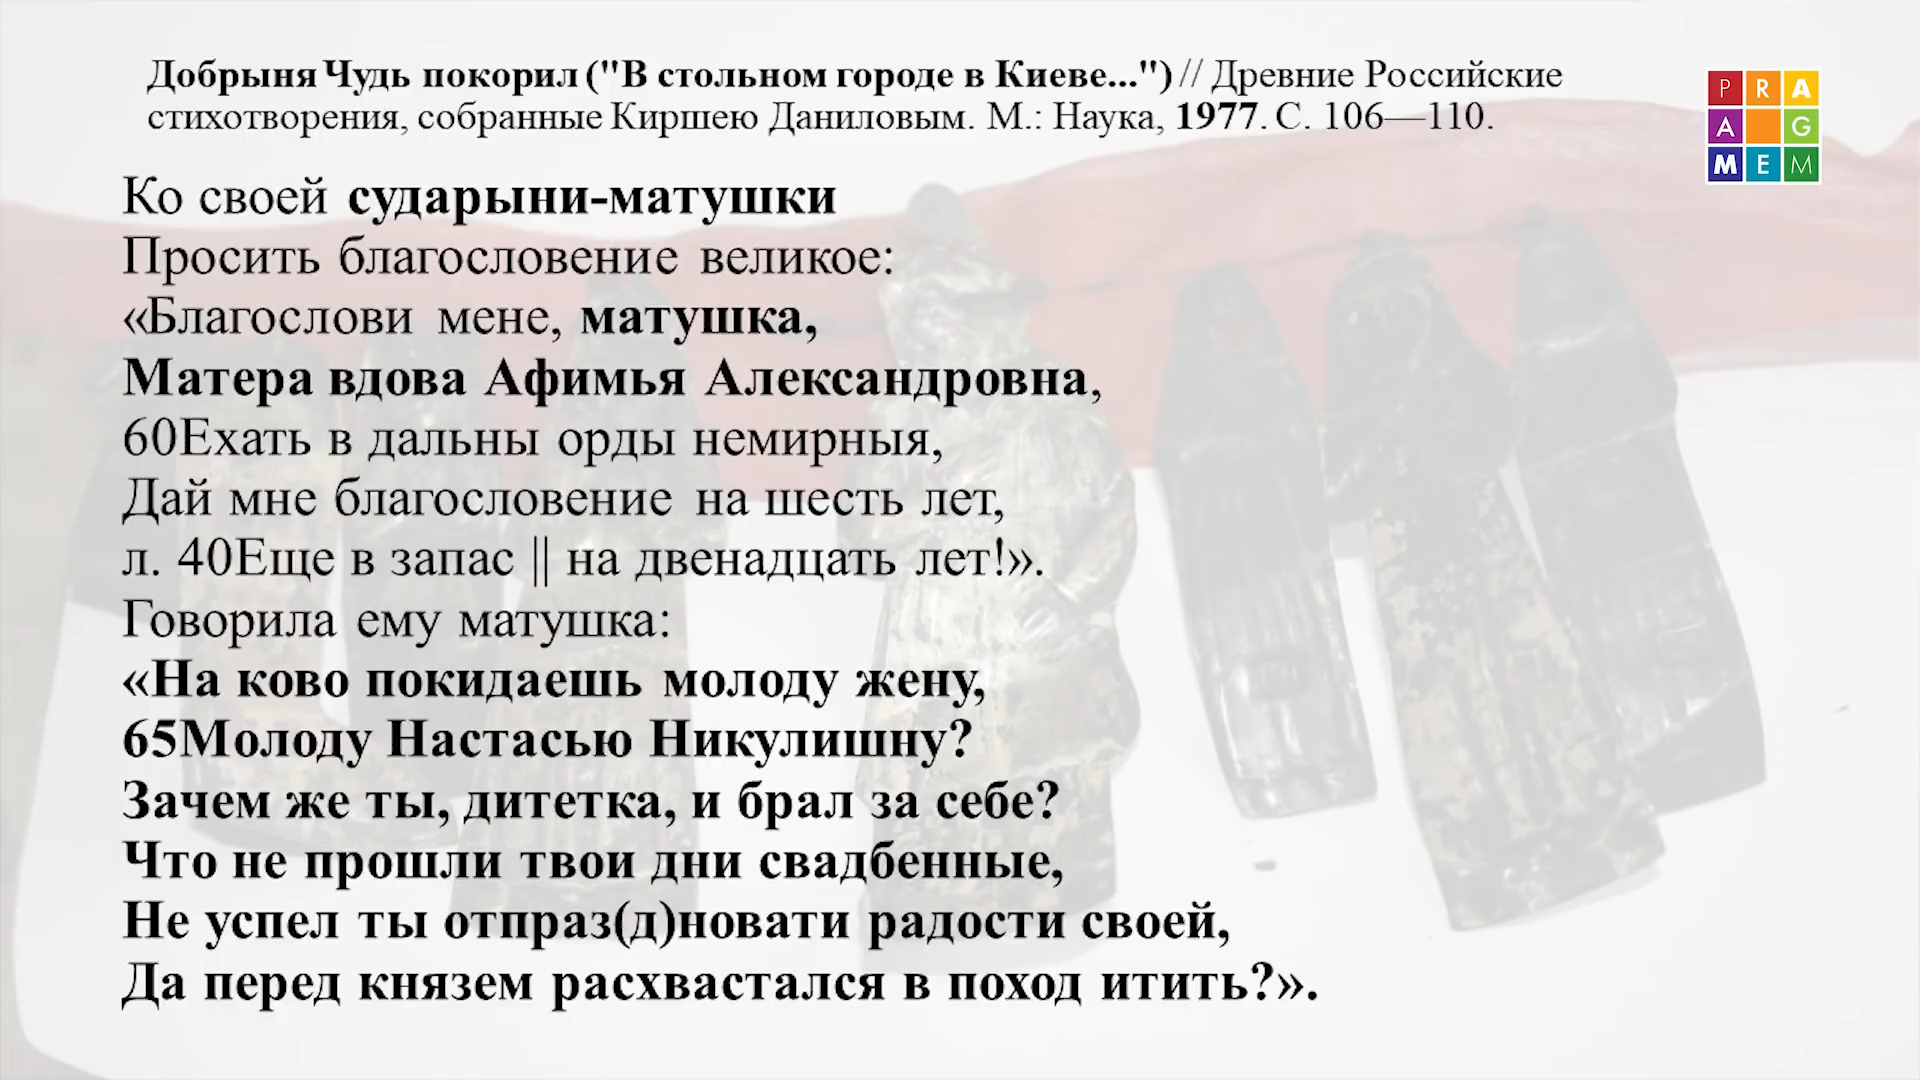 Добрыня Чудь покорил ("В стольном городе в Киеве...") // Древние Российские
стихотворения, собранные Киршею Даниловым. М.: Наука, 1977. С. 106—110.
PRA
AG
MEM
Ко своей сударыни-матушки
Просить благословение великое:
«Благослови мене, матушка,
Матера вдова Афимья Александровна,
60Ехать в дальны орды немирныя,
Дай мне благословение на шесть лет,
л. 40Еще в запас || на двенадцать лет!».
Говорила ему матушка:
«На ково покидаешь молоду жену,
65Молоду Настасью Никулишну?
Зачем же ты, дитетка, и брал за себе?
Что не прошли твои дни свадбенные,
Не успел ты отпраз(д)новати радости своей,
Да перед князем расхвастался в поход итить?».